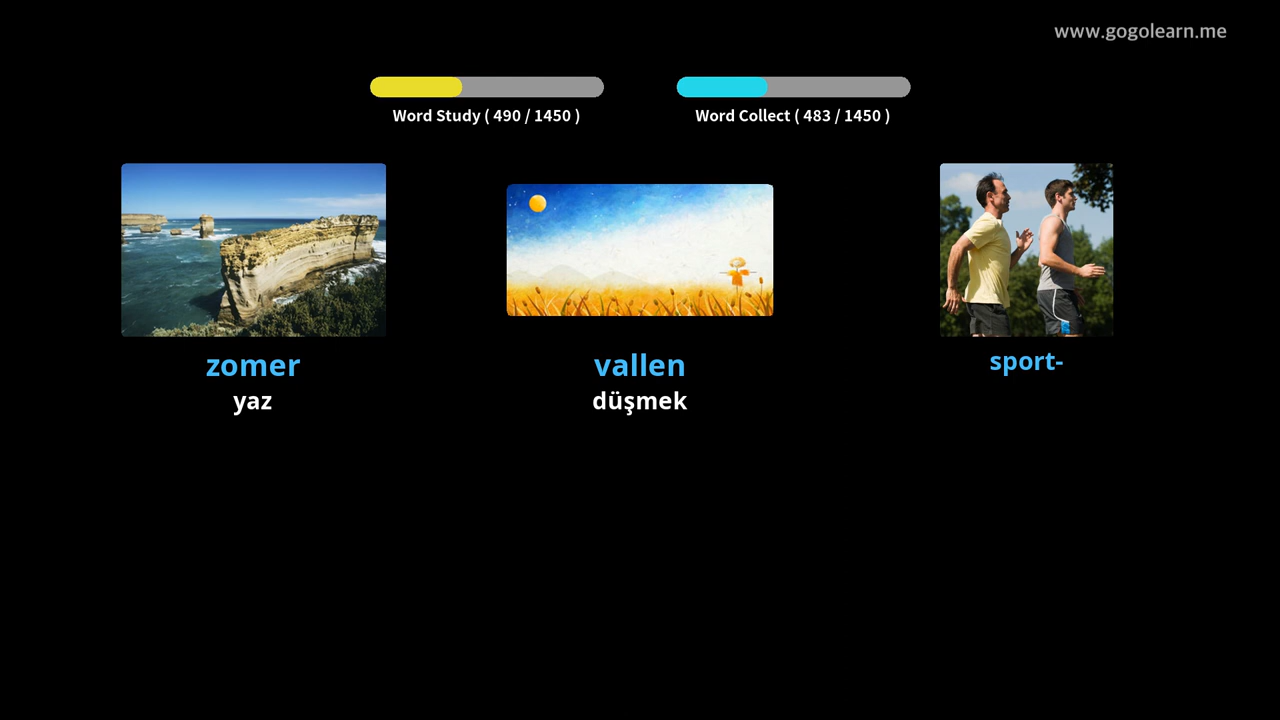 www.gogolearn.me
Word Study ( 490 / 1450 )
Word Collect ( 483 / 1450 )
zomer
yaz
vallen
düşmek
sport-